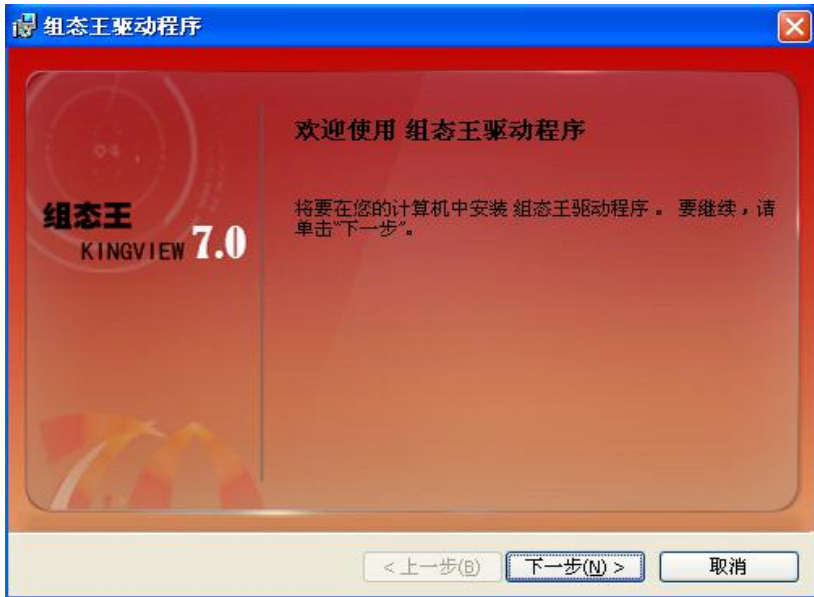 组态王驱动程序
欢迎使用 组态王驱动程序
将要在您的计算机中安装 组态王驱动程序 。 要继续，请
单击“下一步”。
04
组态王
KINGVIEW 7.0
<上一步(B)
下一步(N) >
取消